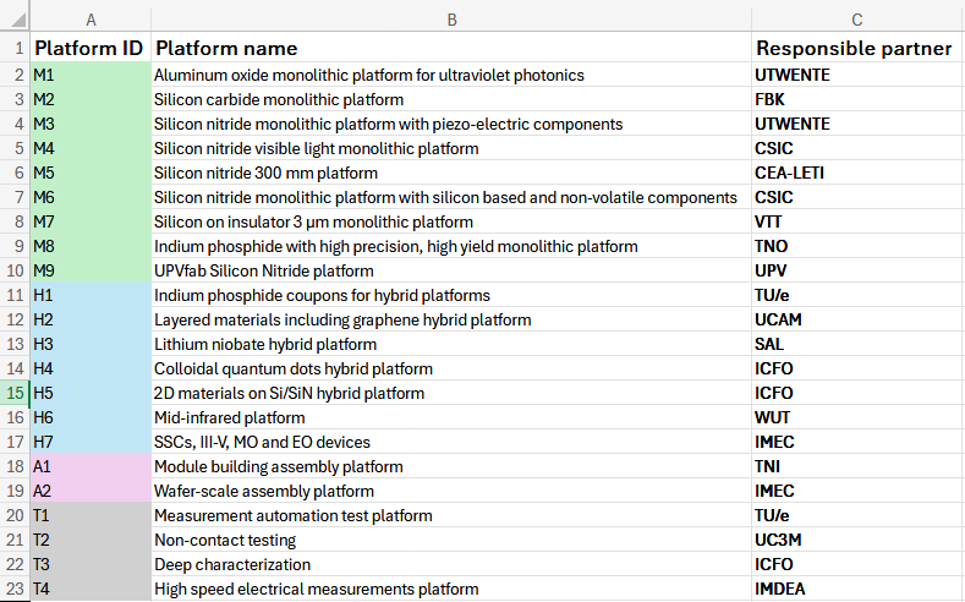 A B C
1 Platform ID Platform name Responsible partner
2 M1 Aluminum oxide monolithic platform for ultraviolet photonics UTWENTE
3 M2 Silicon carbide monolithic platform FBK
4 M3 Silicon nitride monolithic platform with piezo-electric components UTWENTE
5 M4 Silicon nitride visible light monolithic platform CSIC
6 M5 Silicon nitride 300 mm platform CEA-LETI
7 M6 Silicon nitride monolithic platform with silicon based and non-volatile components CSIC
8 M7 Silicon on insulator 3 μm monolithic platform VTT
9 M8 Indium phosphide with high precision, high yield monolithic platform TNO
10 M9 UPVfab Silicon Nitride platform UPV
11 H1 Indium phosphide coupons for hybrid platforms TU/e
12 H2 Layered materials including graphene hybrid platform UCAM
13 H3 Lithium niobate hybrid platform SAL
14 H4 Colloidal quantum dots hybrid platform ICFO
15 H5 2D materials on Si/SiN hybrid platform ICFO
16 H6 Mid-infrared platform WUT
17 H7 SSCs, III-V, MO and EO devices IMEC
18 A1 Module building assembly platform TNI
19 A2 Wafer-scale assembly platform IMEC
20 T1 Measurement automation test platform TU/e
21 T2 Non-contact testing UC3M
22 T3 Deep characterization ICFO
23 T4 High speed electrical measurements platform IMDEA